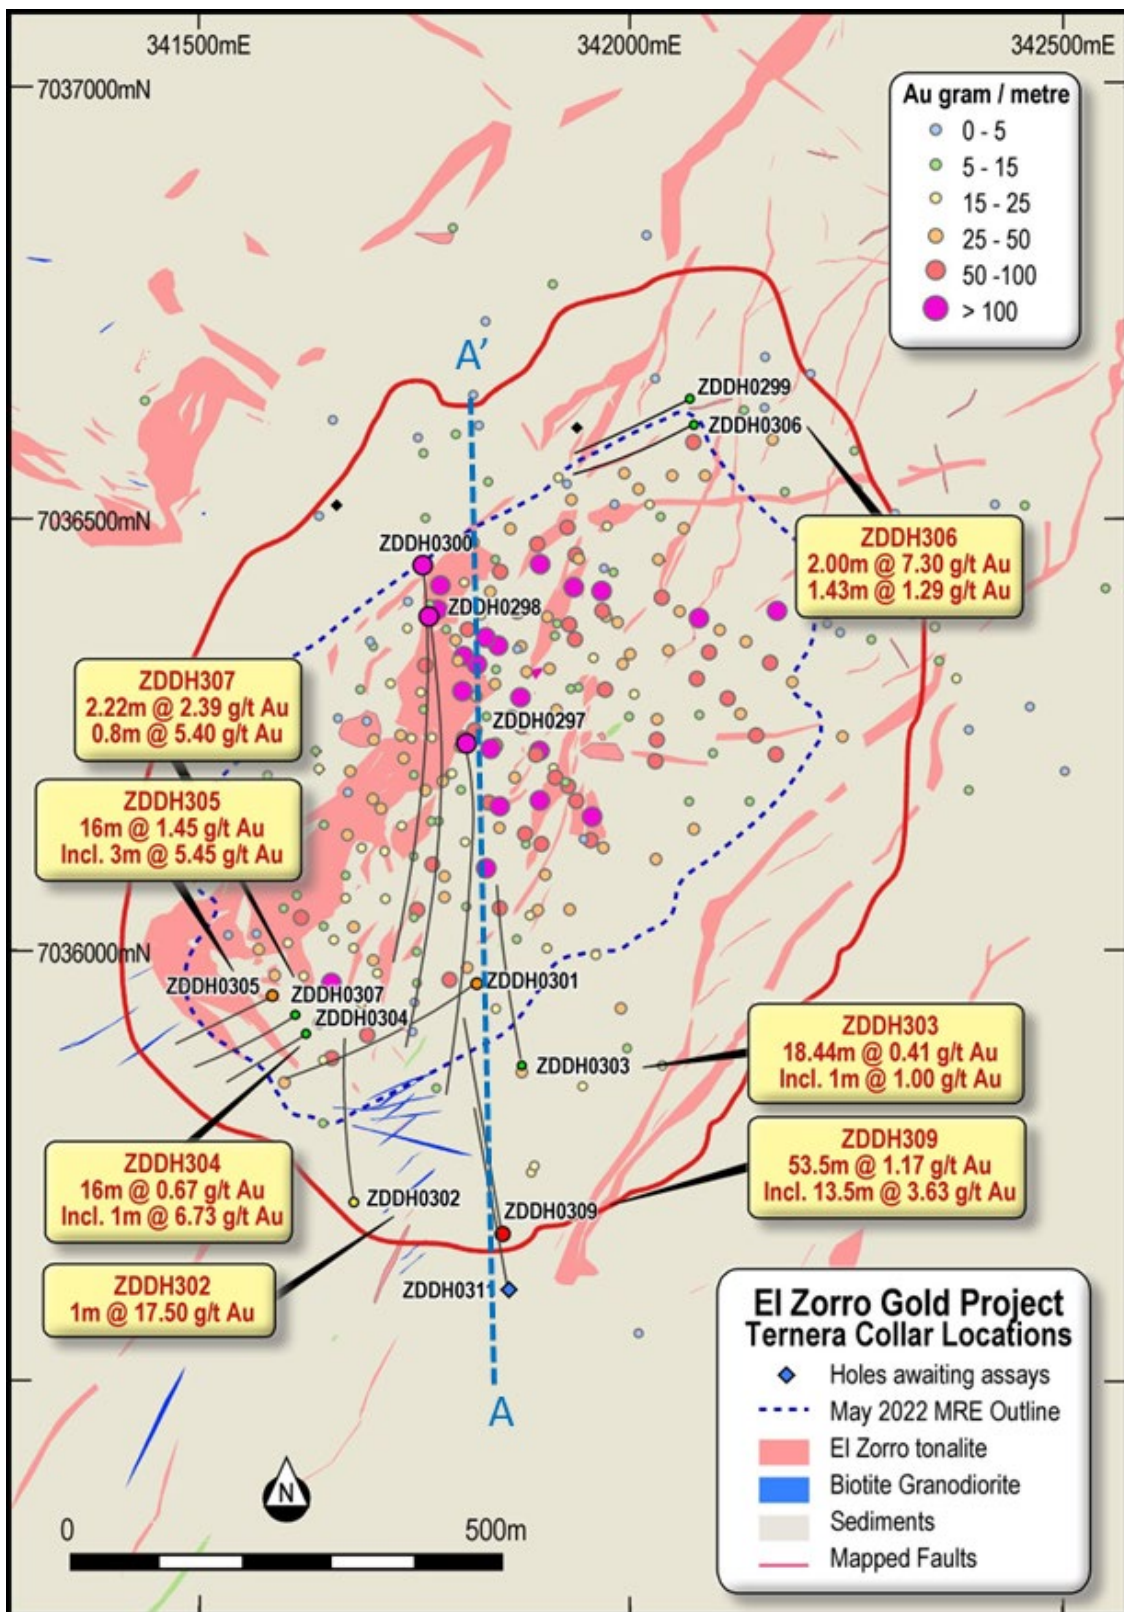 341500mE
342000mE
342500mE
7037000mN
Au gram / metre
0 - 5
5 - 15
15 - 25
25 - 50
50 -100
> 100
A'
ZDDH0299
ZDDH0306
7036500mN
ZDDH306
2.00m @ 7.30 g/t Au
1.43m @ 1.29 g/t Au
ZDDH0300
ZDDH0298
ZDDH307
2.22m @ 2.39 g/t Au
0.8m @ 5.40 g/t Au
ZDDH0297
ZDDH305
16m @ 1.45 g/t Au
Incl. 3m @ 5.45 g/t Au
7036000mN
ZDDH0305
ZDDH0307
ZDDH0304
ZDDH0301
ZDDH0303
ZDDH303
18.44m @ 0.41 g/t Au
Incl. 1m @ 1.00 g/t Au
ZDDH304
16m @ 0.67 g/t Au
Incl. 1m @ 6.73 g/t Au
ZDDH309
53.5m @ 1.17 g/t Au
Incl. 13.5m @ 3.63 g/t Au
ZDDH0302
ZDDH0309
ZDDH302
1m @ 17.50 g/t Au
ZDDH0311
A
El Zorro Gold Project
Ternera Collar Locations
Holes awaiting assays
May 2022 MRE Outline
El Zorro tonalite
Biotite Granodiorite
Sediments
Mapped Faults
N
0
500m